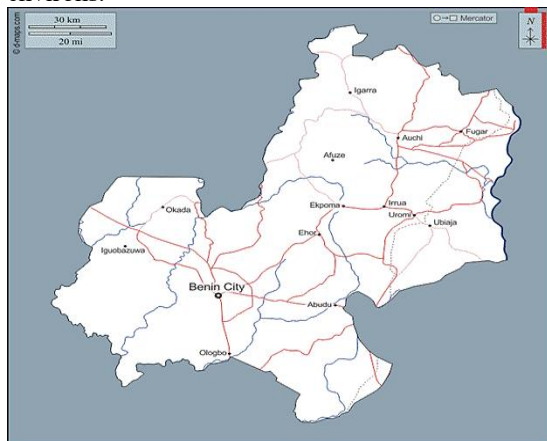 environ.
30 km
20 mi
© d-maps.com
Mercator
N
Igarra
Auchi
Fugar
Afuze
Okada
Ekpoma
Irrua
Uromi
Ubiaja
Ehor
Iguobazuwa
Benin City
Abudu
Ologbo